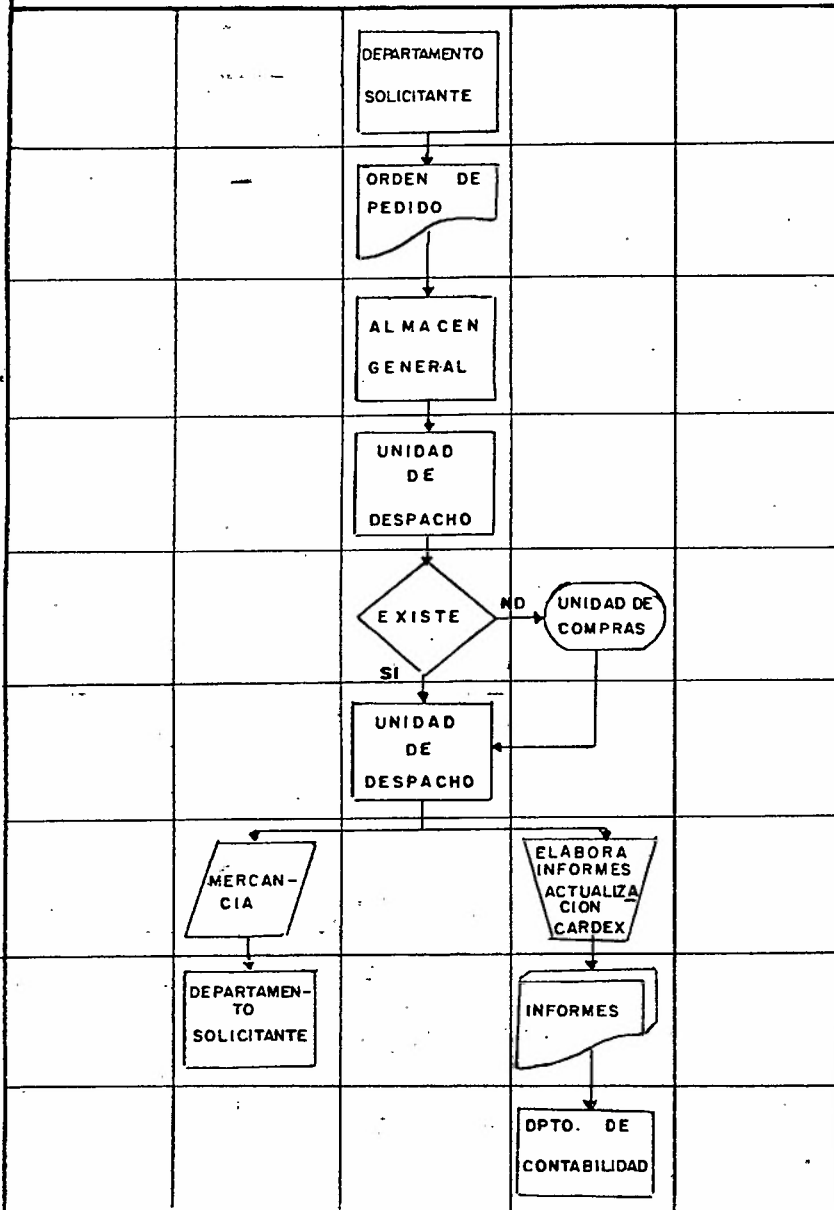 DEPARTAMENTO
SOLICITANTE
ORDEN DE
PEDIDO
ALMACEN
GENERAL
UNIDAD
DE
DESPACHO
EXISTE
NO
UNIDAD DE
COMPRAS
SI
UNIDAD
DE
DESPACHO
MERCAN-
CIA
ELABORA
INFORMES
ACTUALIZA
CION
CARDEX
DEPARTAMEN-
TO
SOLICITANTE
INFORMES
DPTO. DE
CONTABILIDAD